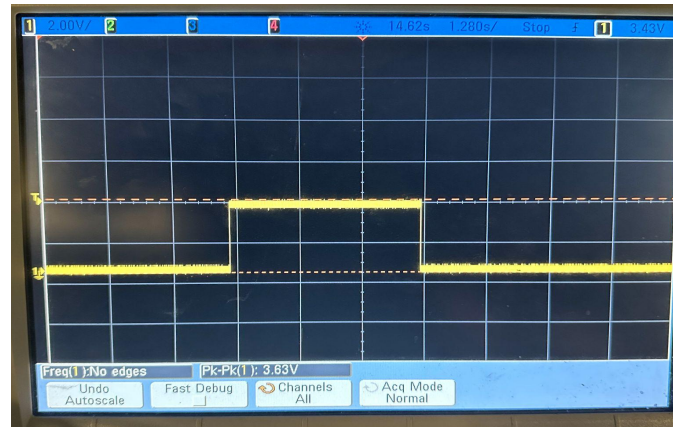 1 2.00V/ 2 3 4 14.62s 1.280s/ Stop 1 3.43V
T
1
Freq(1):No edges Pk-Pk(1): 3.63V
Undo Autoscale
Fast Debug
Channels All
Acq Mode Normal